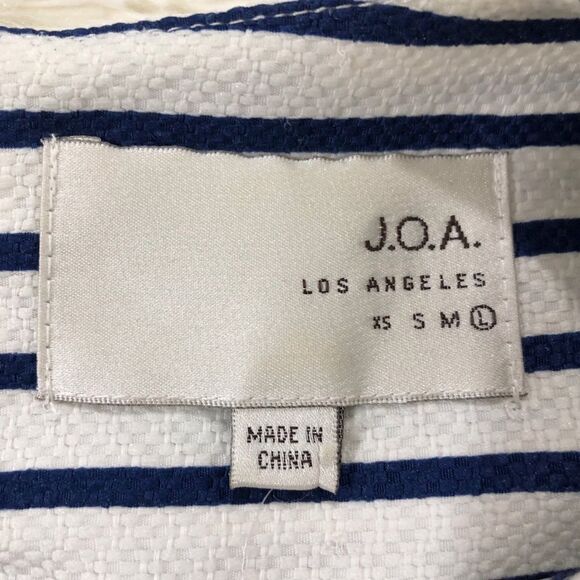 J.O.A.
LOS ANGELES
XS S M L
MADE IN
CHINA